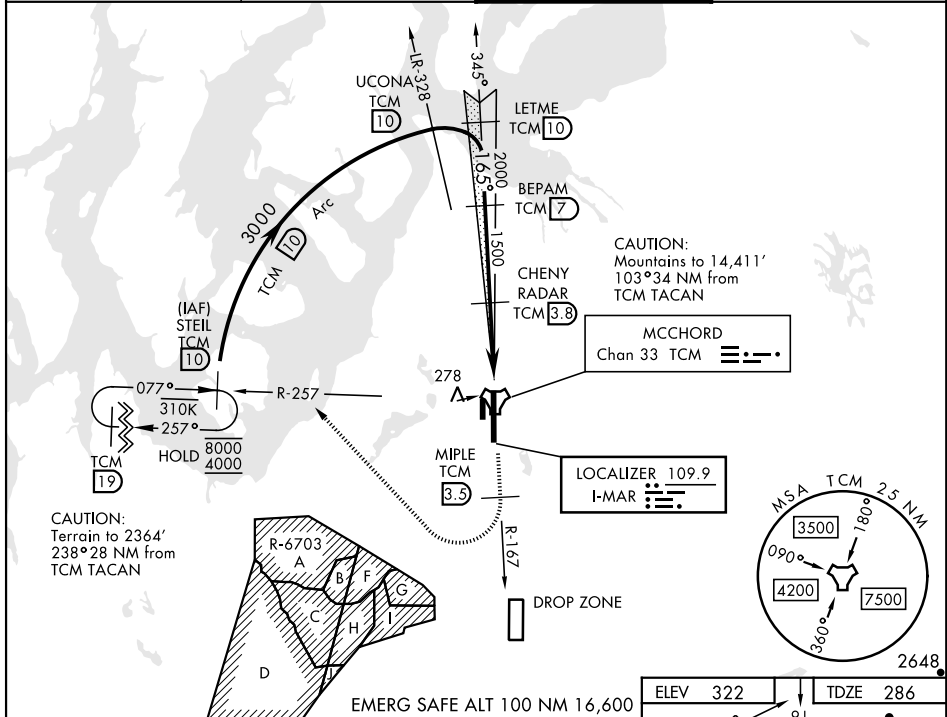 UCONA
TCM
10
LR-328
345°
LETME
TCM 10
2000
165°
BEPAM
TCM 7
1500
3000
TCM 10 Arc
CHENY
RADAR
TCM 3.8
CAUTION:
Mountains to 14,411'
103°34 NM from
TCM TACAN
(IAF)
STEIL
TCM
10
MCCHORD
Chan 33 TCM
077°
310K
257°
R-257
278
HOLD 8000
4000
TCM
19
MIPLE
TCM
3.5
LOCALIZER 109.9
I-MAR
CAUTION:
Terrain to 2364'
238°28 NM from
TCM TACAN
R-167
DROP ZONE
R-6703
A
B
F
G
C
H
I
D
J
MSA TCM 25 NM
3500
180°
090°
4200
7500
360°
2648
EMERG SAFE ALT 100 NM 16,600
ELEV 322
TDZE 286